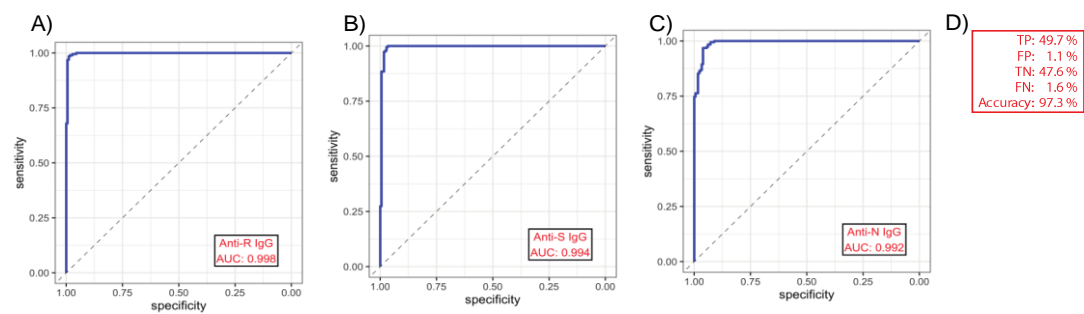 A)
1.00
0.75
0.50
0.25
0.00
sensitivity
1.00 0.75 0.50 0.25 0.00
specificity
Anti-R IgG
AUC: 0.998
B)
1.00
0.75
0.50
0.25
0.00
sensitivity
1.00 0.75 0.50 0.25 0.00
specificity
Anti-S IgG
AUC: 0.994
C)
1.00
0.75
0.50
0.25
0.00
sensitivity
1.00 0.75 0.50 0.25 0.00
specificity
Anti-N IgG
AUC: 0.992
D)
TP: 49.7 %
FP: 1.1 %
TN: 47.6 %
FN: 1.6 %
Accuracy: 97.3 %